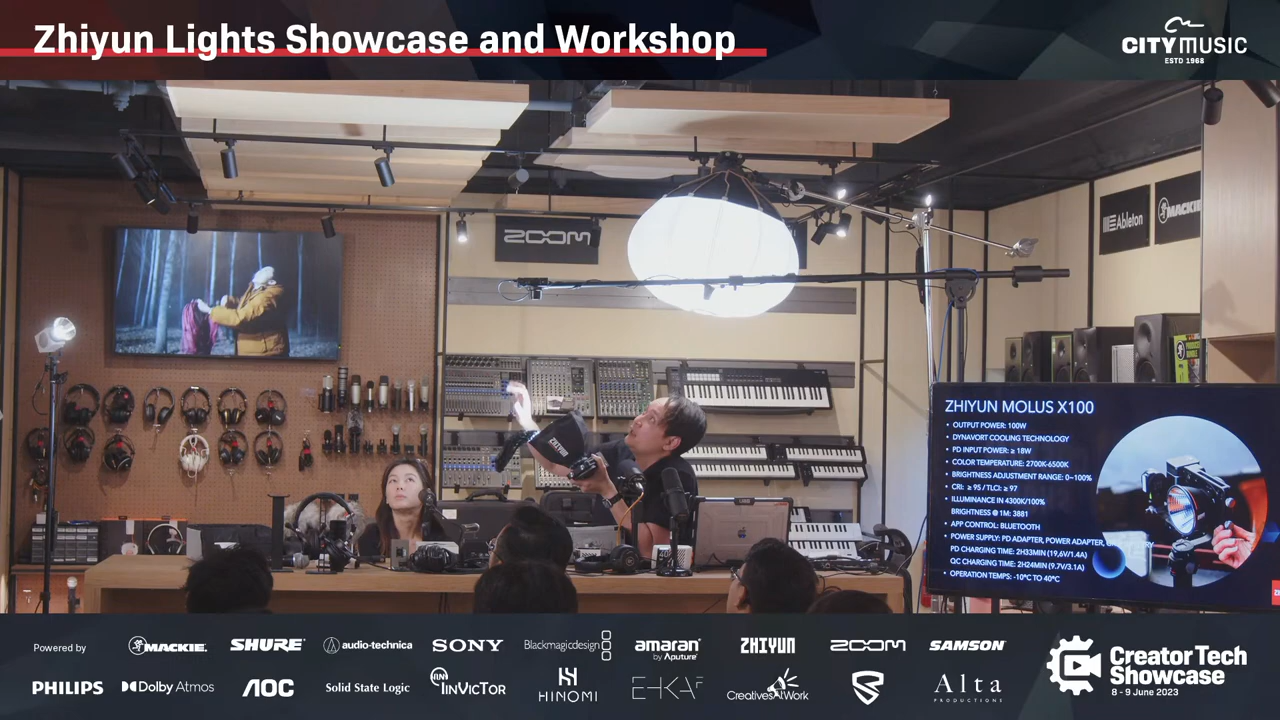 Zhiyun Lights Showcase and Workshop
CITYMUSIC
ESTD 1968
ZOOM
Ableton
MACKIE
ZHIYUN MOLUS X100
• OUTPUT POWER: 100W
• DYNAVORT COOLING TECHNOLOGY
• PD INPUT POWER: ≥ 18W
• COLOR TEMPERATURE: 2700K-6500K
• BRIGHTNESS ADJUSTMENT RANGE: 0~100%
• CRI: ≥ 95 / TLCI: ≥ 97
• ILLUMINANCE IN 4300K/100%
BRIGHTNESS @ 1M: 3881
• APP CONTROL: BLUETOOTH
• POWER SUPPLY: PD ADAPTER, POWER ADAPTER,
PD CHARGING TIME: 2H33MIN (19,6V/1.4A)
QC CHARGING TIME: 2H24MIN (9.7V/3.1A)
• OPERATION TEMPS: -10°C TO 40°C
Powered by
MACKIE.
SHURE
audio-technica
SONY
Blackmagicdesign
amaran
by Aputure
ZHIYUN
ZOOM
SAMSON
PHILIPS
Dolby Atmos
AOC
Solid State Logic
INVICTOR
HINOMI
CreativesAtWork
Alta
PRODUCTIONS
Creator Tech
Showcase
8 - 9 June 2023